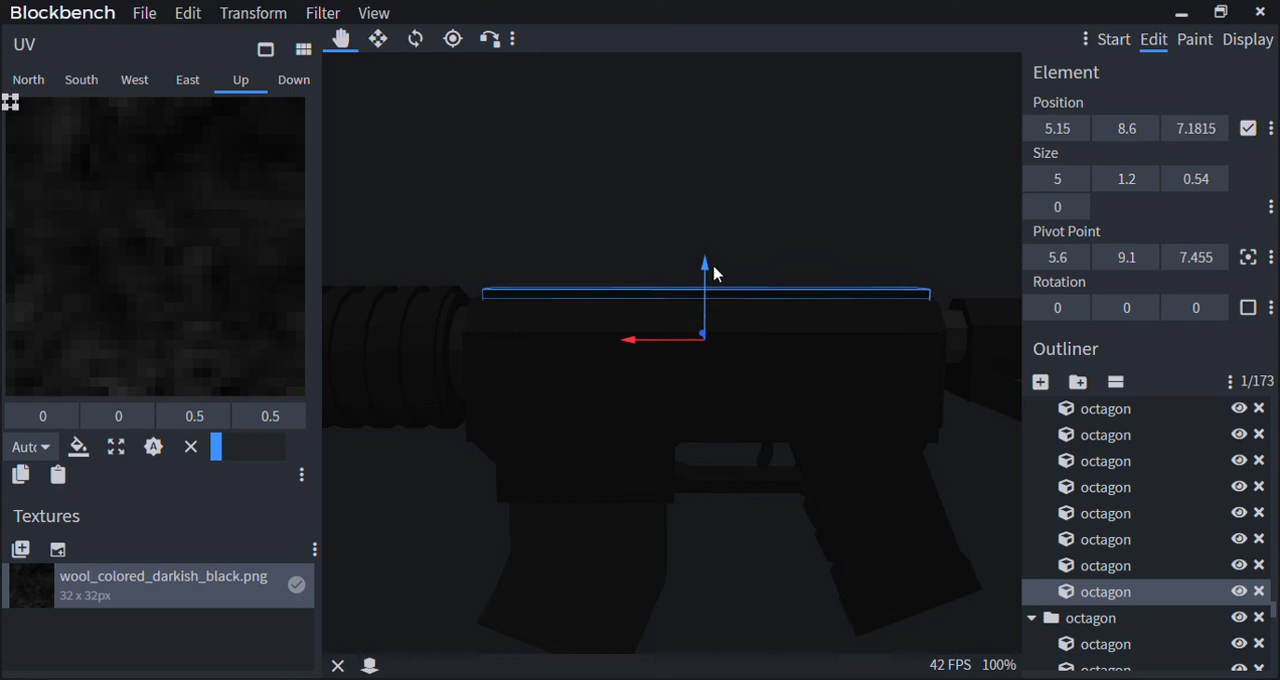 Blockbench File Edit Transform Filter View
Start Edit Paint Display
UV
North South West East Up Down
0 0 0.5 0.5
Aut
Textures
wool_colored_darkish_black.png
32 x 32px
42 FPS 100%
Element
Position
5.15 8.6 7.1815
Size
5 1.2 0.54
0
Pivot Point
5.6 9.1 7.455
Rotation
0 0 0
Outliner
1/173
octagon
octagon
octagon
octagon
octagon
octagon
octagon
octagon
octagon
octagon
octagon